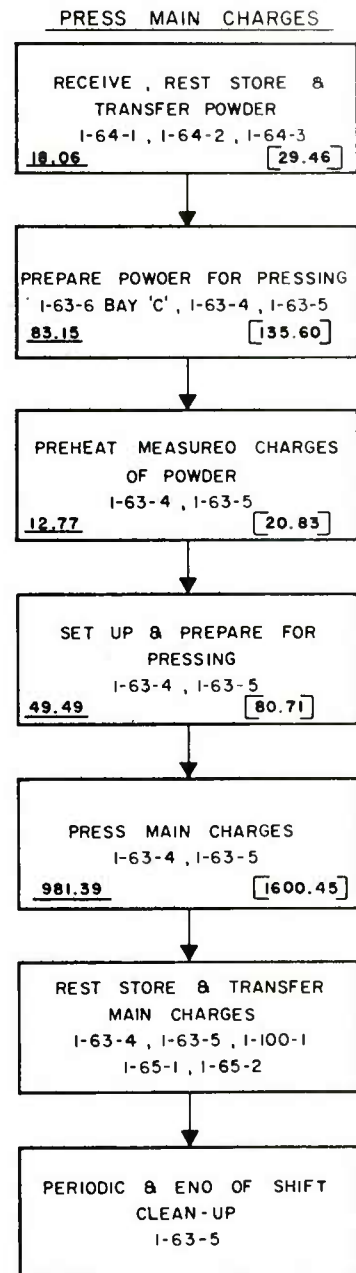 PRESS MAIN CHARGES
RECEIVE, REST STORE &
TRANSFER POWDER
1-64-1, 1-64-2, 1-64-3
18.06 [29.46]
PREPARE POWOER FOR PRESSING
1-63-6 BAY 'C', 1-63-4, 1-63-5
83.15 [135.60]
PREHEAT MEASUREO CHARGES
OF POWDER
1-63-4, 1-63-5
12.77 [20.83]
SET UP & PREPARE FOR
PRESSING
1-63-4, 1-63-5
49.49 [80.71]
PRESS MAIN CHARGES
1-63-4, 1-63-5
981.39 [1600.45]
REST STORE & TRANSFER
MAIN CHARGES
1-63-4, 1-63-5, 1-100-1
1-65-1, 1-65-2
PERIODIC & ENO OF SHIFT
CLEAN-UP
1-63-5